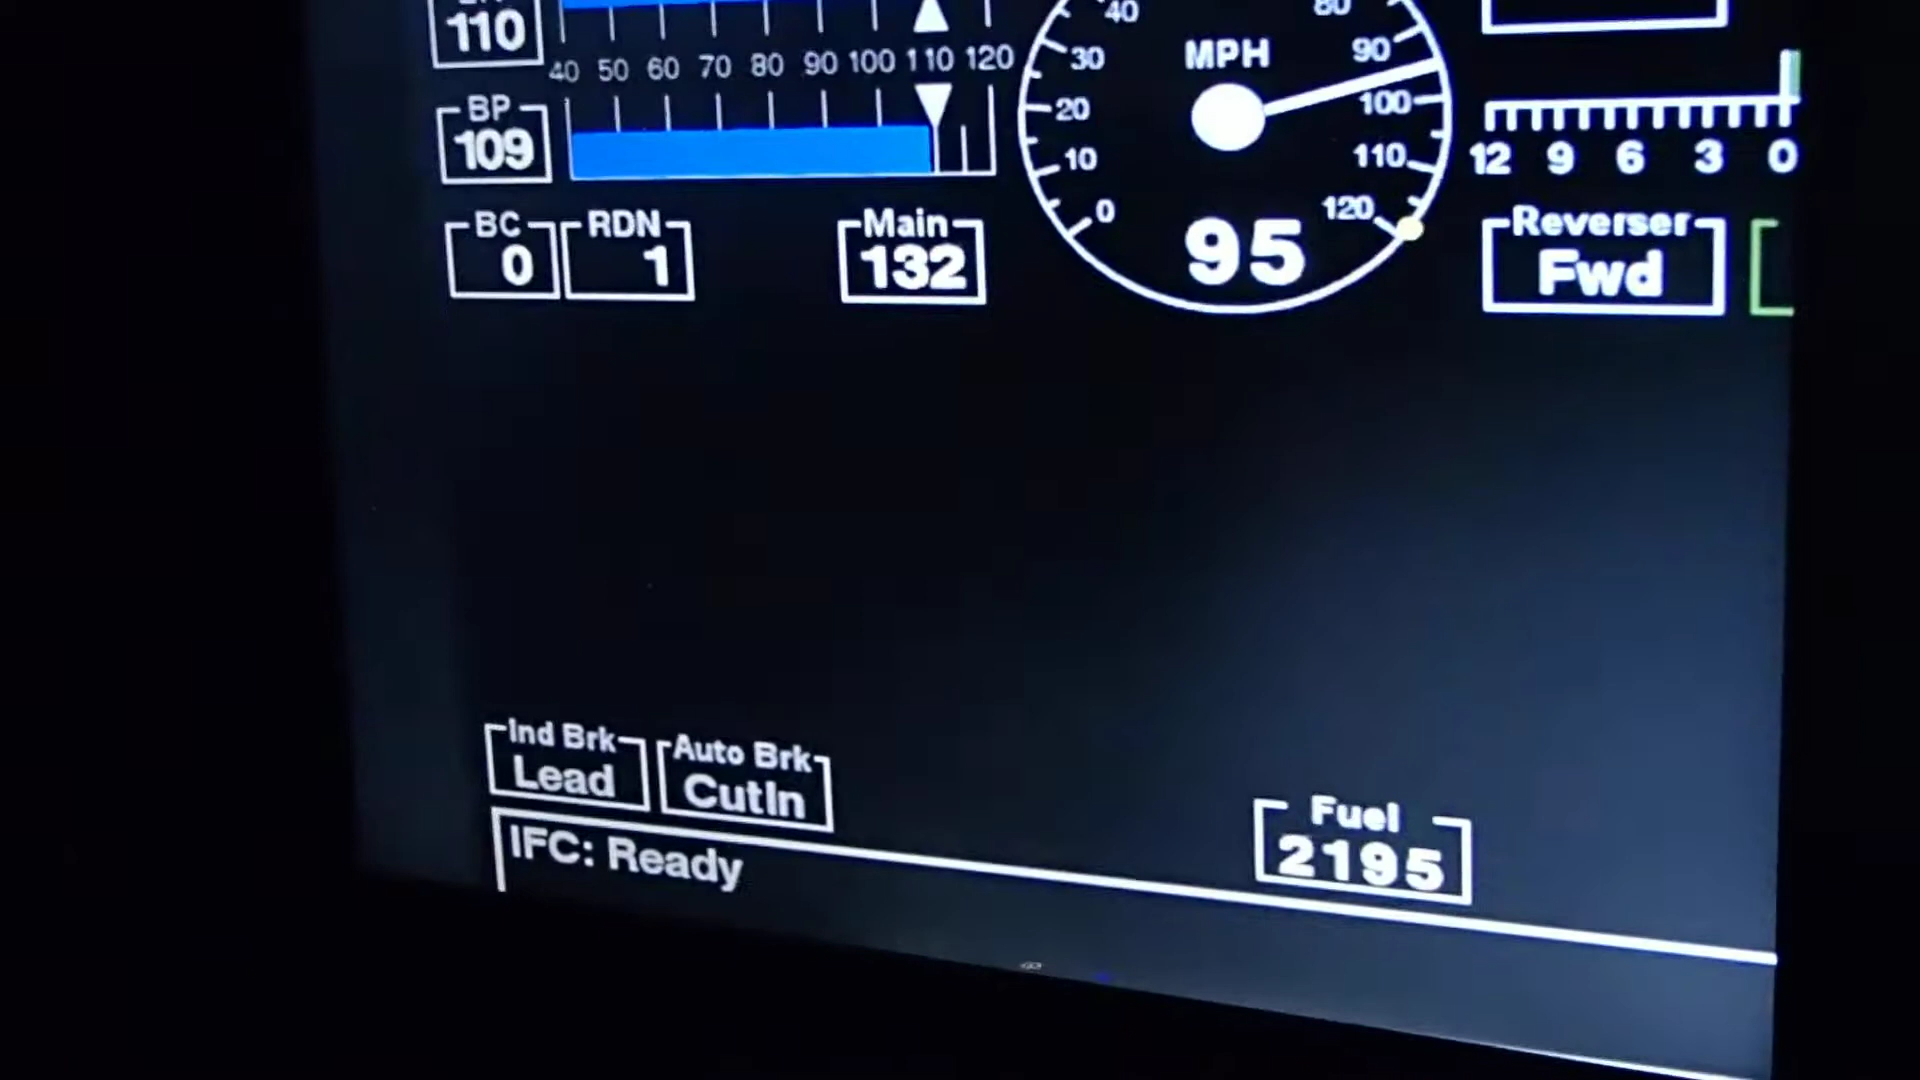 110
40 50 60 70 80 90 100 110 120
BP
109
BC
0
RDN
1
Main
132
40
30
20
10
0
MPH
80
90
100
110
120
95
12 9 6 3 0
Reverser
Fwd
Ind Brk
Lead
Auto Brk
CutIn
IFC: Ready
Fuel
2195